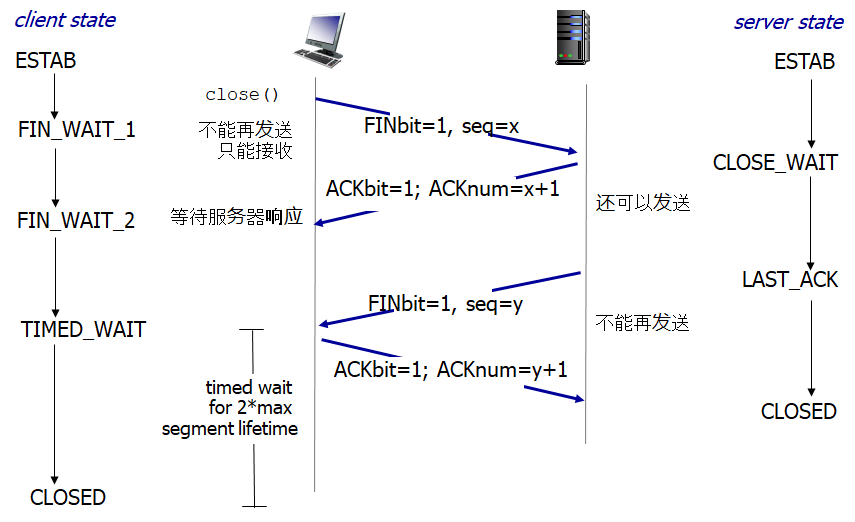 client state
server state
ESTAB
ESTAB
close()
FIN_WAIT_1
不能再发送
只能接收
FINbit=1, seq=x
CLOSE_WAIT
ACKbit=1; ACKnum=x+1
还可以发送
FIN_WAIT_2
等待服务器响应
LAST_ACK
FINbit=1, seq=y
不能再发送
TIMED_WAIT
ACKbit=1; ACKnum=y+1
timed wait
for 2*max
segment lifetime
CLOSED
CLOSED